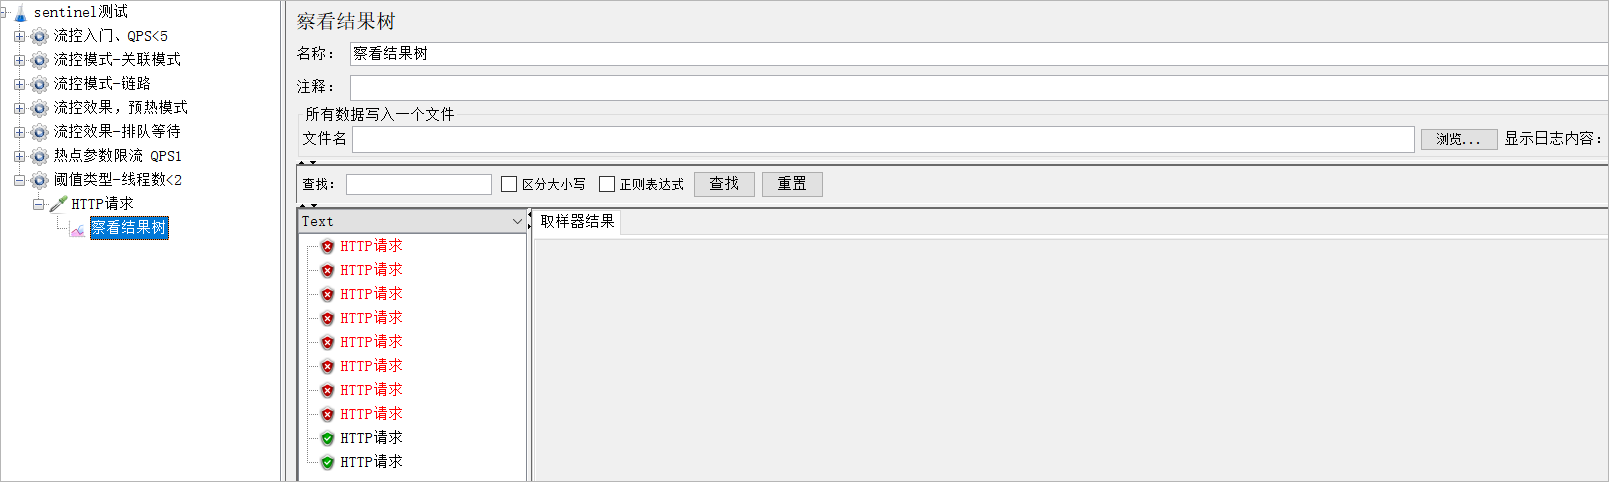 sentinel测试
流控入门、QPS<5
流控模式-关联模式
流控模式-链路
流控效果，预热模式
流控效果-排队等待
热点参数限流 QPS1
阈值类型-线程数<2
HTTP请求
察看结果树
察看结果树
名称： 察看结果树
注释：
所有数据写入一个文件
文件名 浏览... 显示日志内容：
查找： 区分大小写 正则表达式 查找 重置
Text 取样器结果
HTTP请求
HTTP请求
HTTP请求
HTTP请求
HTTP请求
HTTP请求
HTTP请求
HTTP请求
HTTP请求
HTTP请求